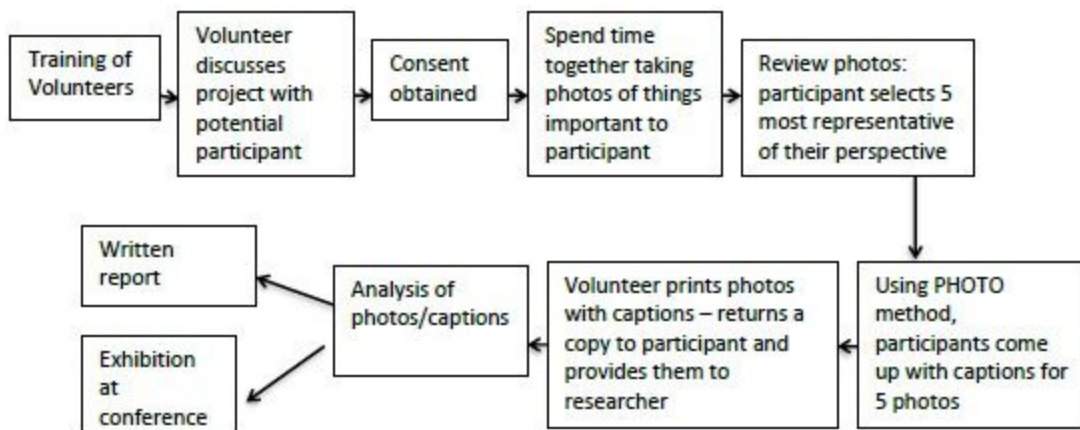 Training of
Volunteers
Volunteer
discusses
project with
potential
participant
Consent
obtained
Spend time
together taking
photos of things
important to
participant
Review photos:
participant selects 5
most representative
of their perspective
Using PHOTO
method,
participants come
up with captions for
5 photos
Volunteer prints photos
with captions – returns a
copy to participant and
provides them to
researcher
Analysis of
photos/captions
Written
report
Exhibition
at
conference